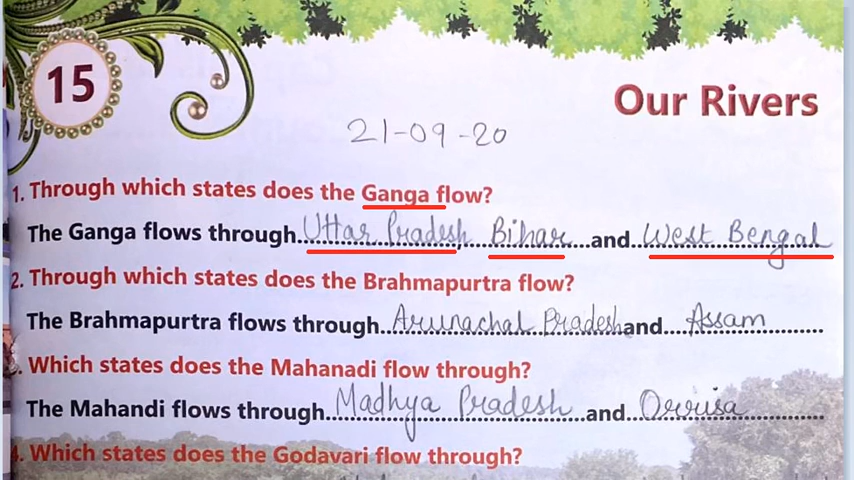 15
Our Rivers
21-09-20
1. Through which states does the Ganga flow?
The Ganga flows through Uttar Pradesh, Bihar and West Bengal
2. Through which states does the Brahmapurtra flow?
The Brahmapurtra flows through Arunachal Pradesh and Assam
. Which states does the Mahanadi flow through?
The Mahandi flows through Madhya Pradesh and Orrisa
4. Which states does the Godavari flow through?